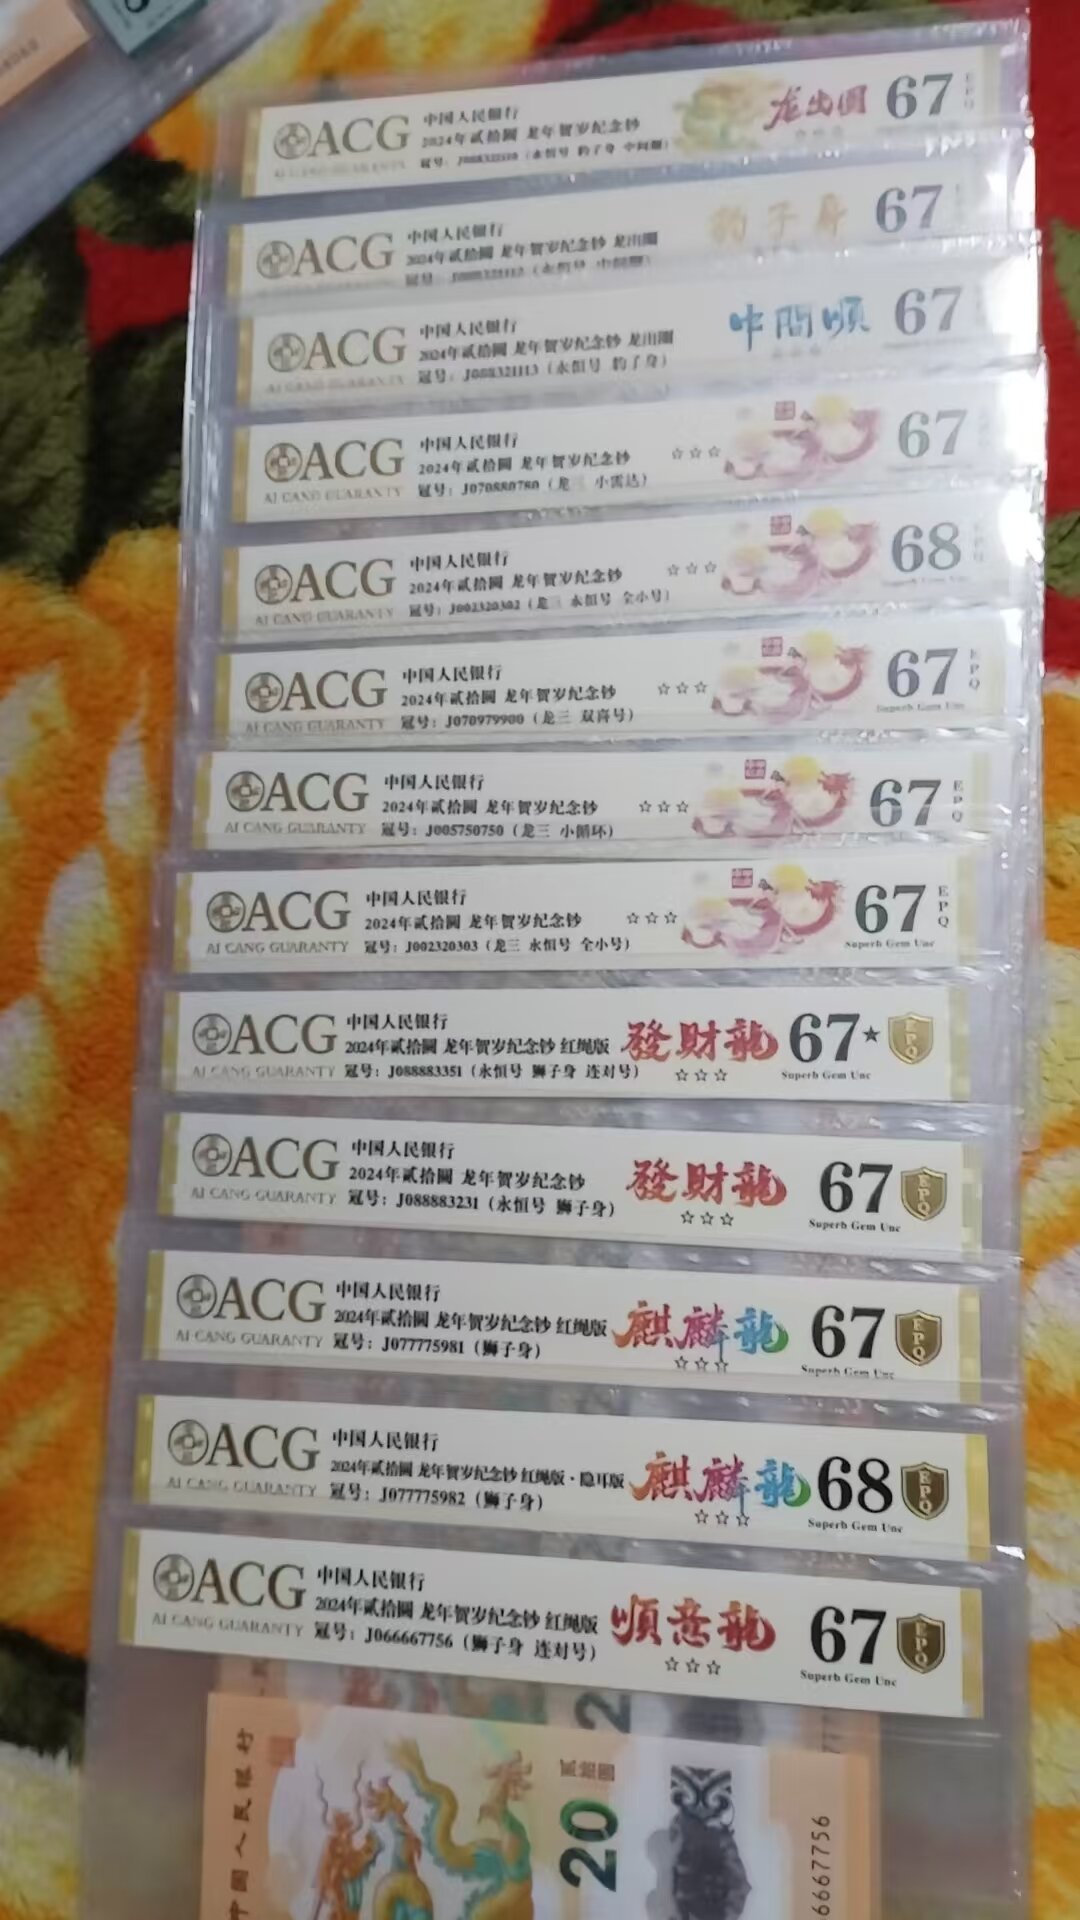 ACG
中国人民银行
2024年贰拾圆 龙年贺岁纪念钞
龙出圈
67
EPQ
ACG
中国人民银行
2024年贰拾圆 龙年贺岁纪念钞 龙出圈
豹子号
67
ACG
中国人民银行
2024年贰拾圆 龙年贺岁纪念钞 龙出圈
冠号：J088321113（永恒号 豹子身）
中間順
67
ACG
AI CANG GUARANTY
中国人民银行
2024年贰拾圆 龙年贺岁纪念钞
冠号：J070880780（龙三 小雷达）
☆☆☆
67
ACG
AI CANG GUARANTY
中国人民银行
2024年贰拾圆 龙年贺岁纪念钞
冠号：J002320302（龙三 永恒号 全小号）
☆☆☆
68
Superb Gem Unc
ACG
AI CANG GUARANTY
中国人民银行
2024年贰拾圆 龙年贺岁纪念钞
冠号：J070979900（龙三 双喜号）
☆☆☆
67
EPQ
Superb Gem Unc
ACG
AI CANG GUARANTY
中国人民银行
2024年贰拾圆 龙年贺岁纪念钞
冠号：J005750750（龙三 小循环）
☆☆☆
67
EPQ
ACG
AI CANG GUARANTY
中国人民银行
2024年贰拾圆 龙年贺岁纪念钞
冠号：J002320303（龙三 永恒号 全小号）
☆☆☆
67
EPQ
Superb Gem Unc
ACG
AI CANG GUARANTY
中国人民银行
2024年贰拾圆 龙年贺岁纪念钞 红绳版
冠号：J088883351（永恒号 狮子身 连对号）
發財龍
☆☆☆
67★
EPQ
Superb Gem Unc
ACG
AI CANG GUARANTY
中国人民银行
2024年贰拾圆 龙年贺岁纪念钞
冠号：J088883231（永恒号 狮子身）
發財龍
☆☆☆
67
EPQ
Superb Gem Unc
ACG
AI CANG GUARANTY
中国人民银行
2024年贰拾圆 龙年贺岁纪念钞 红绳版
冠号：J077775981（狮子身）
麒麟龍
☆☆☆
67
EPQ
Superb Gem Unc
ACG
AI CANG GUARANTY
中国人民银行
2024年贰拾圆 龙年贺岁纪念钞 红绳版·隐耳版
冠号：J077775982（狮子身）
麒麟龍
☆☆☆
68
EPQ
Superb Gem Unc
ACG
AI CANG GUARANTY
中国人民银行
2024年贰拾圆 龙年贺岁纪念钞 红绳版
冠号：J066667756（狮子身 连对号）
順意龍
☆☆☆
67
EPQ
Superb Gem Unc
中国人民银行
贰拾圆
20
6667756